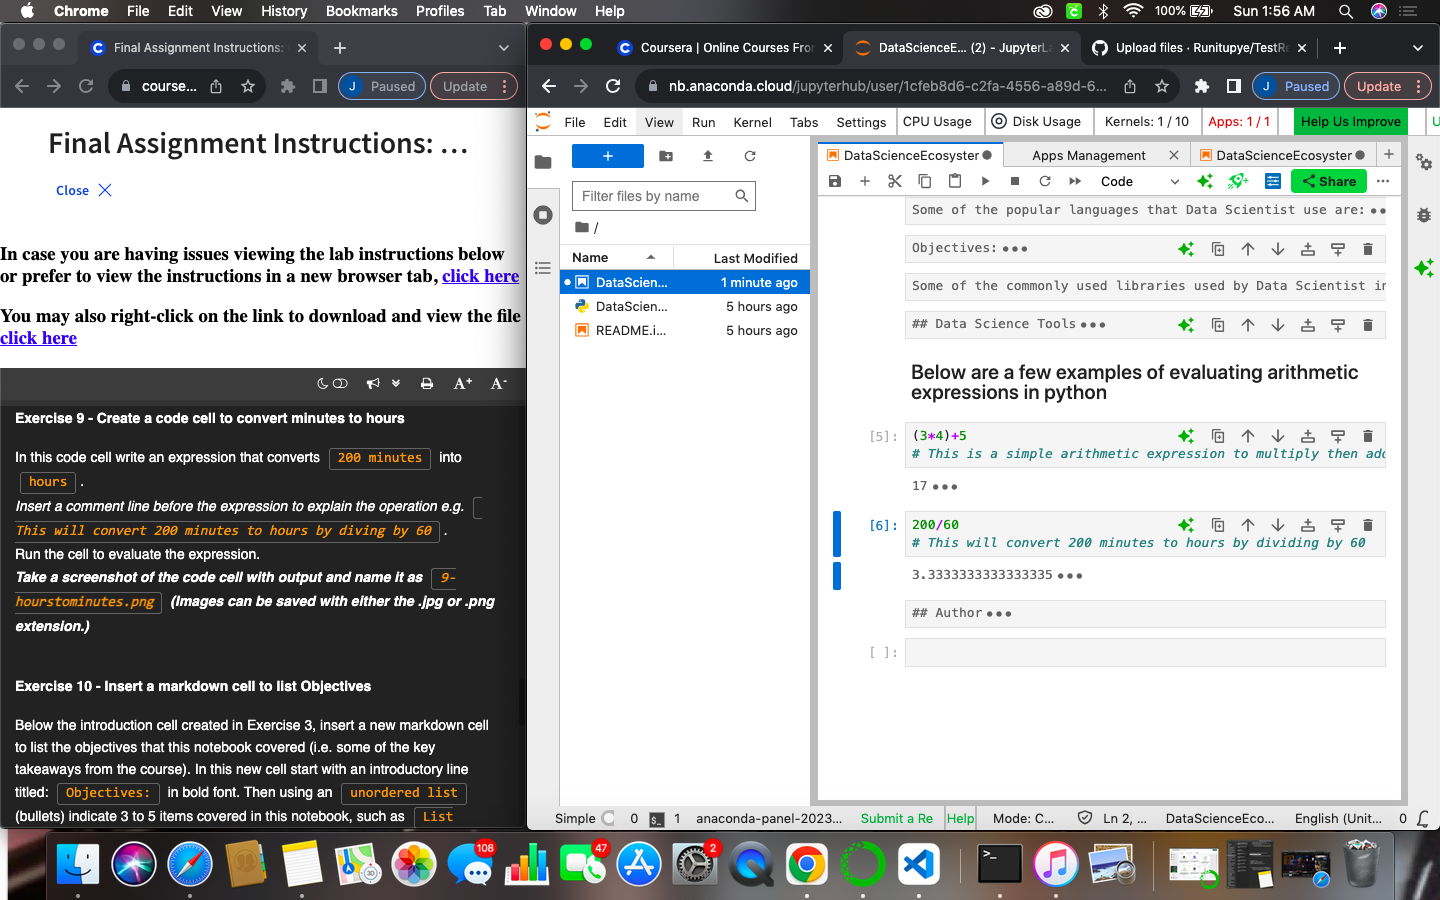 Chrome File Edit View History Bookmarks Profiles Tab Window Help 100% Sun 1:56 AM
Final Assignment Instructions:
course... J Paused Update
Final Assignment Instructions: ...
Close
In case you are having issues viewing the lab instructions below
or prefer to view the instructions in a new browser tab, click here
You may also right-click on the link to download and view the file
click here
A+ A-
Exercise 9 - Create a code cell to convert minutes to hours
In this code cell write an expression that converts 200 minutes into
hours .
Insert a comment line before the expression to explain the operation e.g.
This will convert 200 minutes to hours by diving by 60 .
Run the cell to evaluate the expression.
Take a screenshot of the code cell with output and name it as 9-
hourstominutes.png (Images can be saved with either the .jpg or .png
extension.)
Exercise 10 - Insert a markdown cell to list Objectives
Below the introduction cell created in Exercise 3, insert a new markdown cell
to list the objectives that this notebook covered (i.e. some of the key
takeaways from the course). In this new cell start with an introductory line
titled: Objectives: in bold font. Then using an unordered list
(bullets) indicate 3 to 5 items covered in this notebook, such as List
Coursera | Online Courses Fro
DataScienceE... (2) - JupyterL
Upload files · Runitupye/TestR
nb.anaconda.cloud/jupyterhub/user/1cfeb8d6-c2fa-4556-a89d-6... J Paused Update
File Edit View Run Kernel Tabs Settings CPU Usage Disk Usage Kernels: 1 / 10 Apps: 1 / 1 Help Us Improve U
+
Filter files by name
/
Name Last Modified
DataScien... 1 minute ago
DataScien... 5 hours ago
README.i... 5 hours ago
DataScienceEcosyster Apps Management DataScienceEcosyster
Code Share
Some of the popular languages that Data Scientist use are:
Objectives:
Some of the commonly used libraries used by Data Scientist in
## Data Science Tools
Below are a few examples of evaluating arithmetic
expressions in python
[5]: (3*4)+5
# This is a simple arithmetic expression to multiply then add
17
[6]: 200/60
# This will convert 200 minutes to hours by dividing by 60
3.3333333333333335
## Author
[ ]:
Simple 0 1 anaconda-panel-2023... Submit a Re Help Mode: C... Ln 2, ... DataScienceEco... English (Unit... 0
108 47 2
30